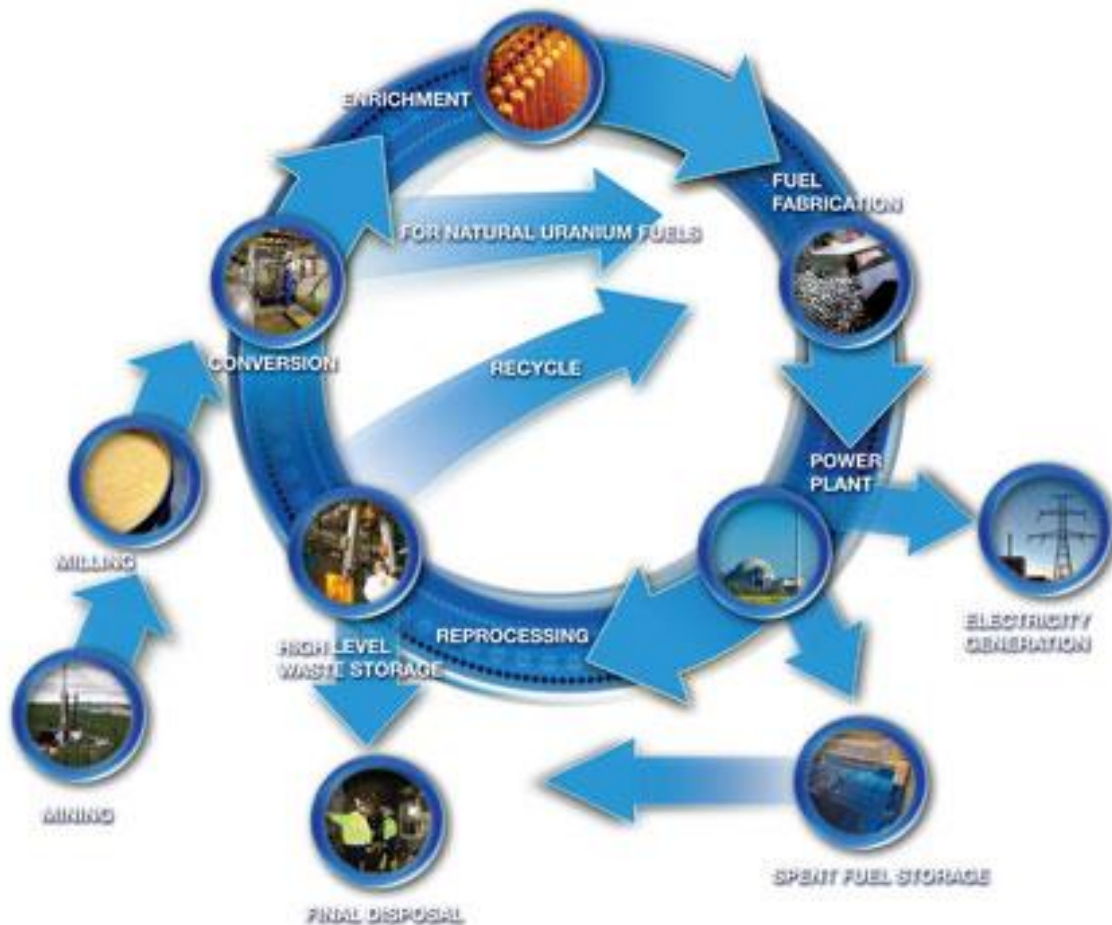 ENRICHMENT
FUEL
FABRICATION
FOR NATURAL URANIUM FUELS
CONVERSION
RECYCLE
POWER
PLANT
MILLING
ELECTRICITY
GENERATION
REPROCESSING
HIGH LEVEL
WASTE STORAGE
MINING
SPENT FUEL STORAGE
FINAL DISPOSAL